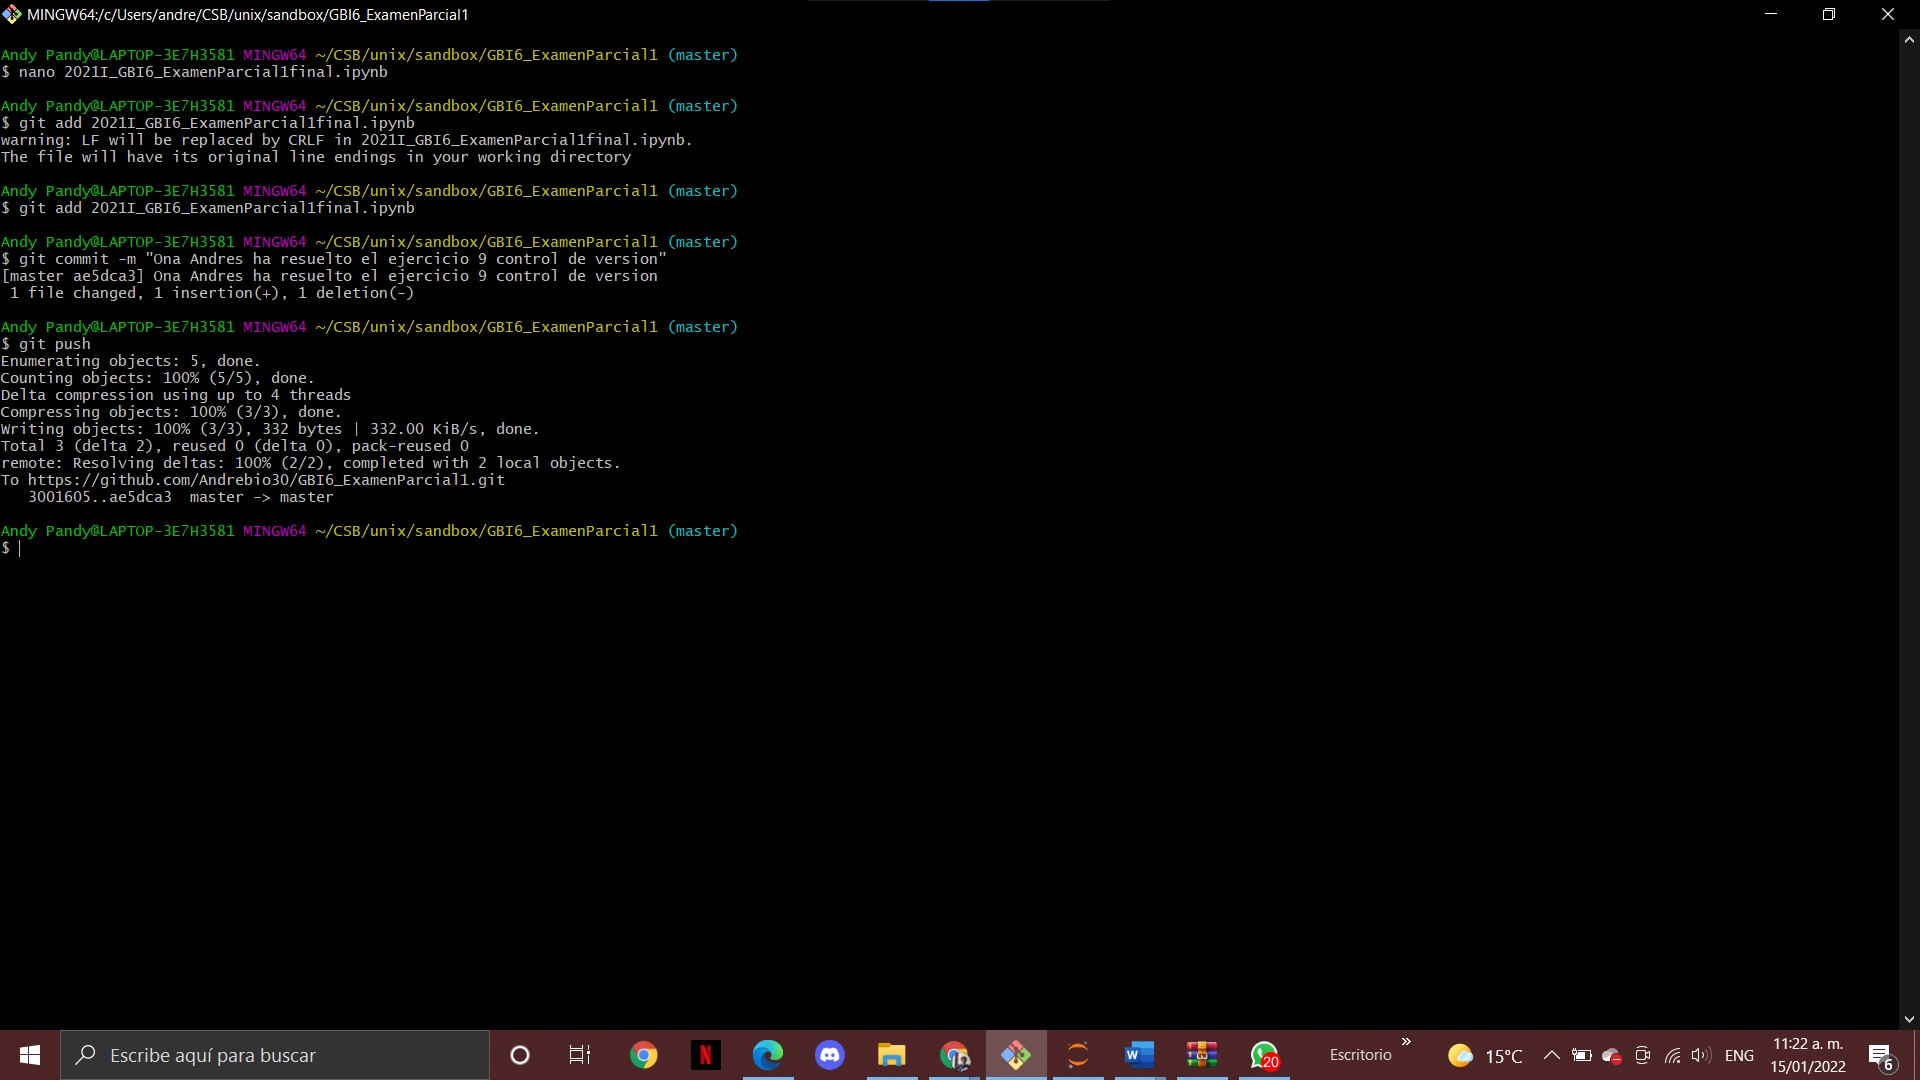 MINGW64:/c/Users/andre/CSB/unix/sandbox/GBI6_ExamenParcial1
Andy Pandy@LAPTOP-3E7H3581 MINGW64 ~/CSB/unix/sandbox/GBI6_ExamenParcial1 (master)
$ nano 2021I_GBI6_ExamenParcial1final.ipynb
Andy Pandy@LAPTOP-3E7H3581 MINGW64 ~/CSB/unix/sandbox/GBI6_ExamenParcial1 (master)
$ git add 2021I_GBI6_ExamenParcial1final.ipynb
warning: LF will be replaced by CRLF in 2021I_GBI6_ExamenParcial1final.ipynb.
The file will have its original line endings in your working directory
Andy Pandy@LAPTOP-3E7H3581 MINGW64 ~/CSB/unix/sandbox/GBI6_ExamenParcial1 (master)
$ git add 2021I_GBI6_ExamenParcial1final.ipynb
Andy Pandy@LAPTOP-3E7H3581 MINGW64 ~/CSB/unix/sandbox/GBI6_ExamenParcial1 (master)
$ git commit -m "Ona Andres ha resuelto el ejercicio 9 control de version"
[master ae5dca3] Ona Andres ha resuelto el ejercicio 9 control de version
 1 file changed, 1 insertion(+), 1 deletion(-)
Andy Pandy@LAPTOP-3E7H3581 MINGW64 ~/CSB/unix/sandbox/GBI6_ExamenParcial1 (master)
$ git push
Enumerating objects: 5, done.
Counting objects: 100% (5/5), done.
Delta compression using up to 4 threads
Compressing objects: 100% (3/3), done.
Writing objects: 100% (3/3), 332 bytes | 332.00 KiB/s, done.
Total 3 (delta 2), reused 0 (delta 0), pack-reused 0
remote: Resolving deltas: 100% (2/2), completed with 2 local objects.
To https://github.com/Andrebio30/GBI6_ExamenParcial1.git
   3001605..ae5dca3  master -> master
Andy Pandy@LAPTOP-3E7H3581 MINGW64 ~/CSB/unix/sandbox/GBI6_ExamenParcial1 (master)
$
Escribe aquí para buscar
N
W
20
Escritorio
»
15°C
ENG
11:22 a. m.
15/01/2022
6